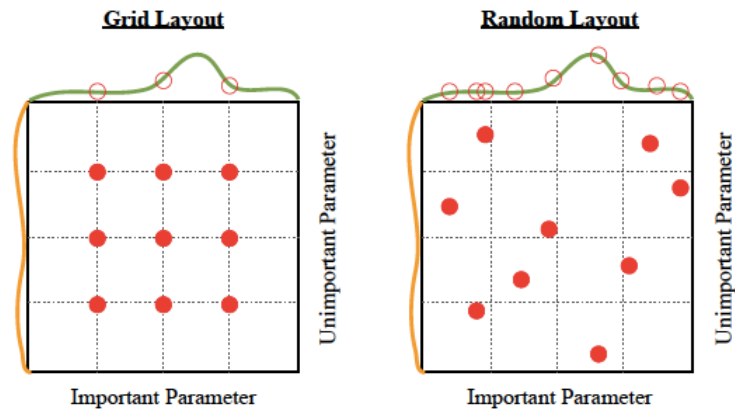 Grid Layout
Random Layout
Unimportant Parameter
Unimportant Parameter
Important Parameter
Important Parameter